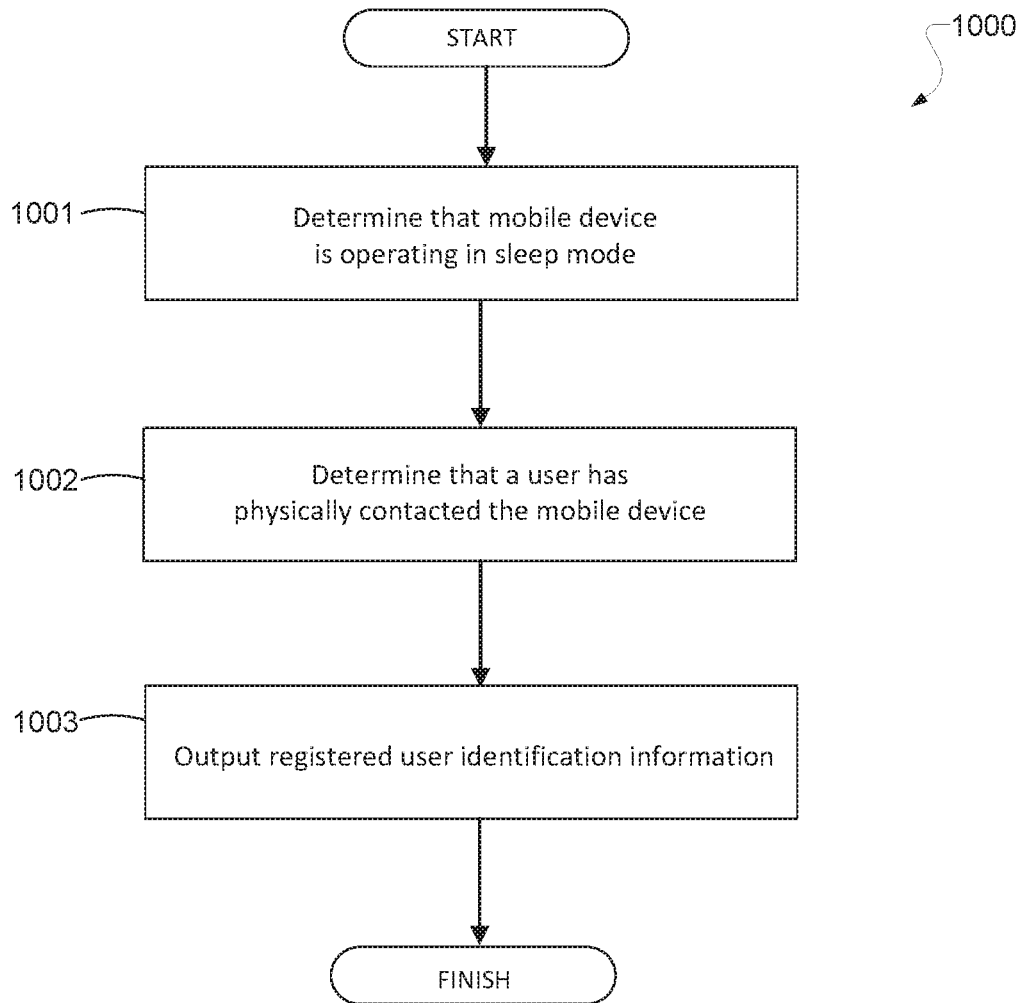 START
1000
1001
Determine that mobile device
is operating in sleep mode
1002
Determine that a user has
physically contacted the mobile device
1003
Output registered user identification information
FINISH